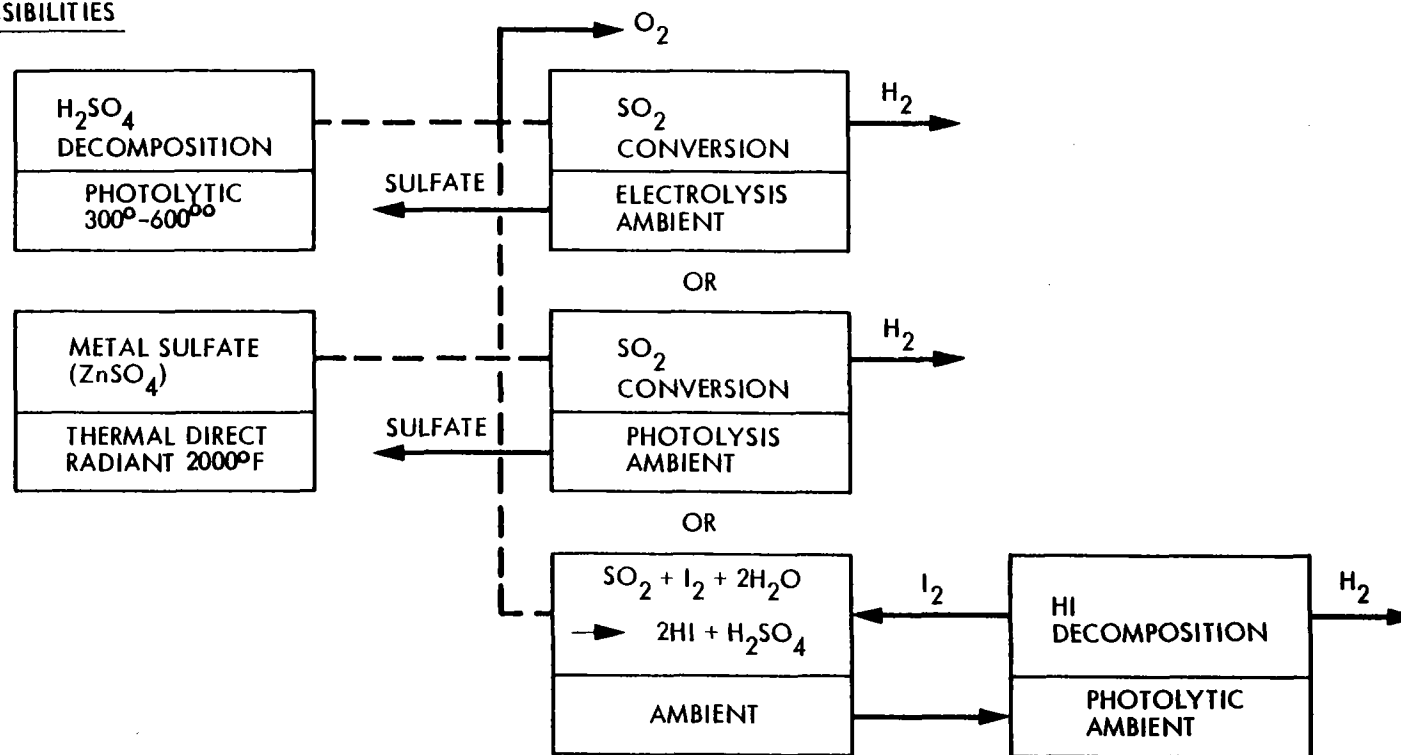 SIBILITIES
O₂
H₂SO₄
DECOMPOSITION
PHOTOLYTIC
300°-600°°
SULFATE
SO₂
CONVERSION
ELECTROLYSIS
AMBIENT
H₂
OR
METAL SULFATE
(ZnSO₄)
THERMAL DIRECT
RADIANT 2000°F
SULFATE
SO₂
CONVERSION
PHOTOLYSIS
AMBIENT
H₂
OR
SO₂ + I₂ + 2H₂O
→ 2HI + H₂SO₄
AMBIENT
I₂
HI
DECOMPOSITION
PHOTOLYTIC
AMBIENT
H₂